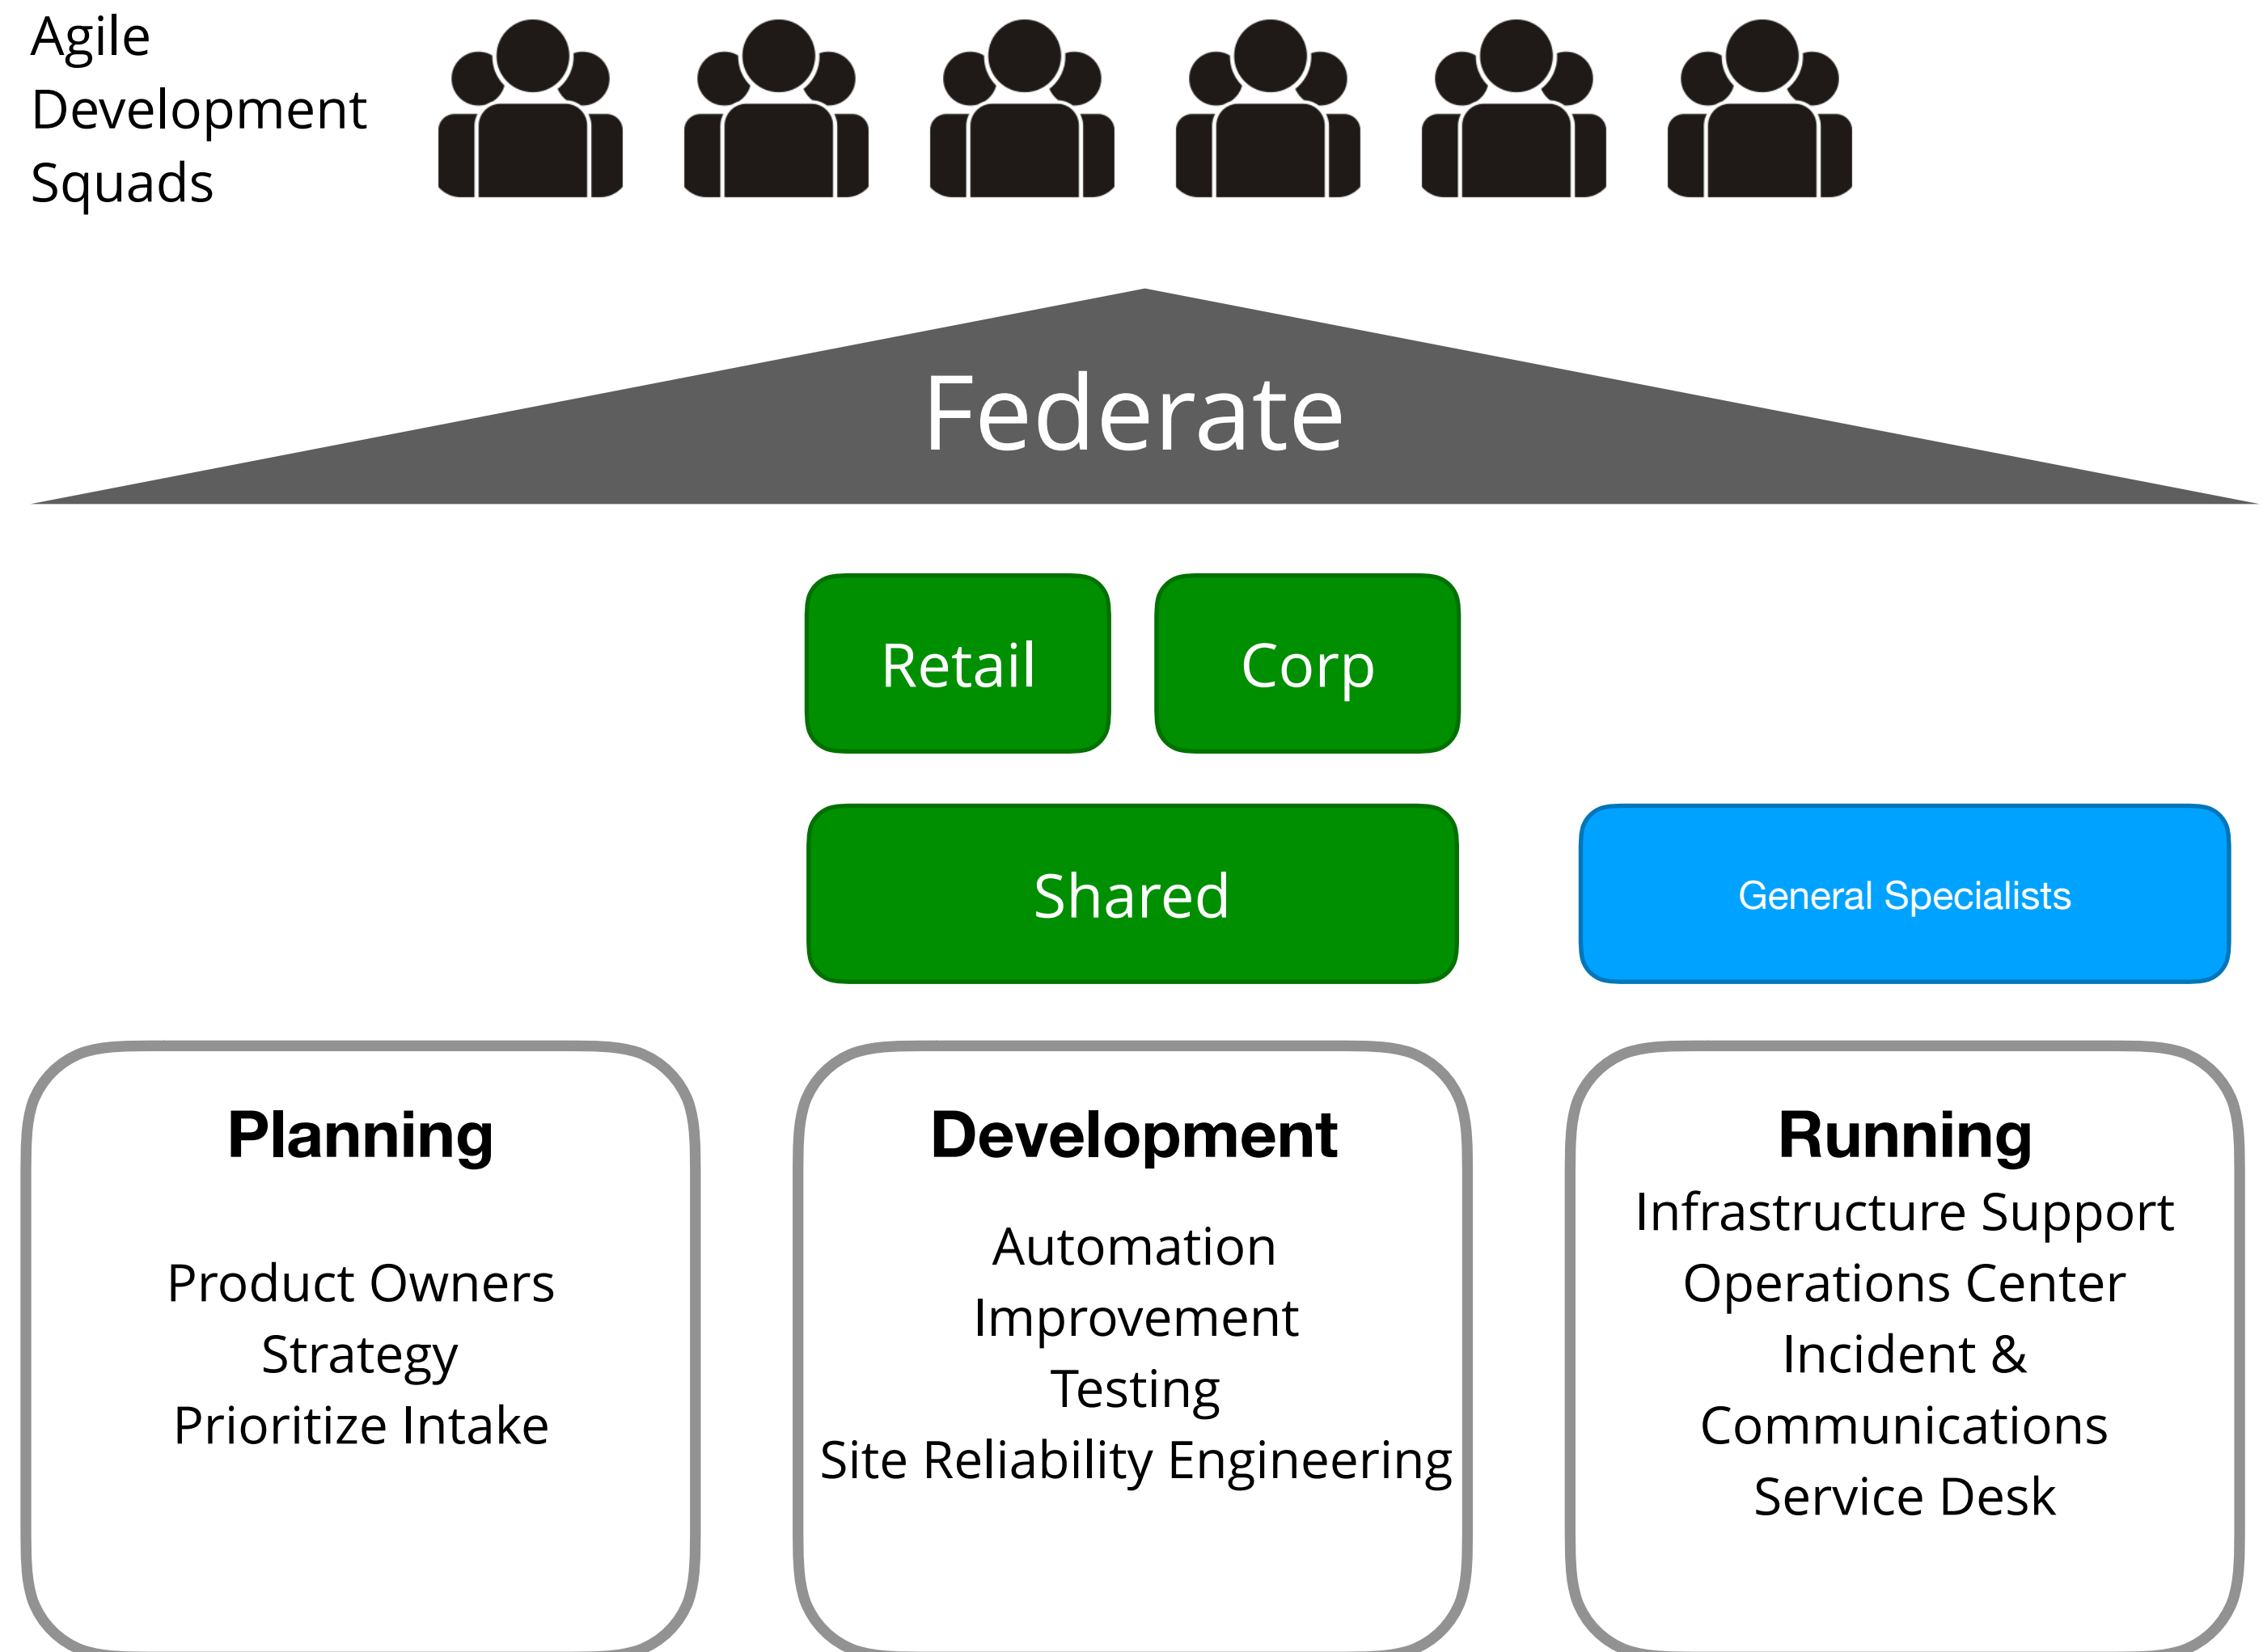 Agile
Development
Squads
Federate
Retail
Corp
Shared
General Specialists
Planning
Product Owners
Strategy
Prioritize Intake
Development
Automation
Improvement
Testing
Site Reliability Engineering
Running
Infrastructure Support
Operations Center
Incident &
Communications
Service Desk